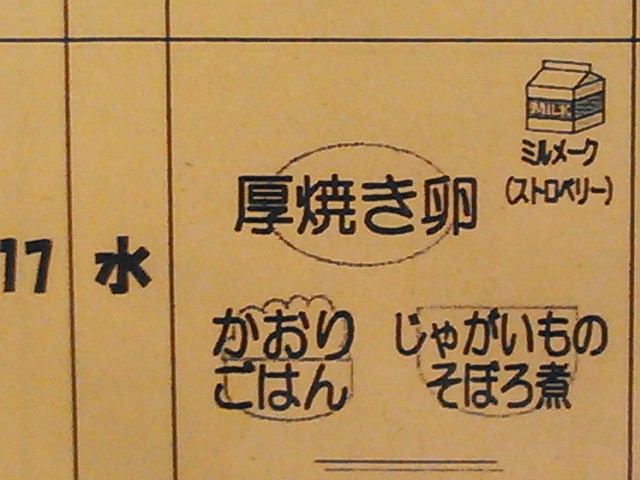 MILK
ミルメーク
(ストロベリー)
厚焼き卵
17 水
かおり
ごはん
じゃがいもの
そぼろ煮